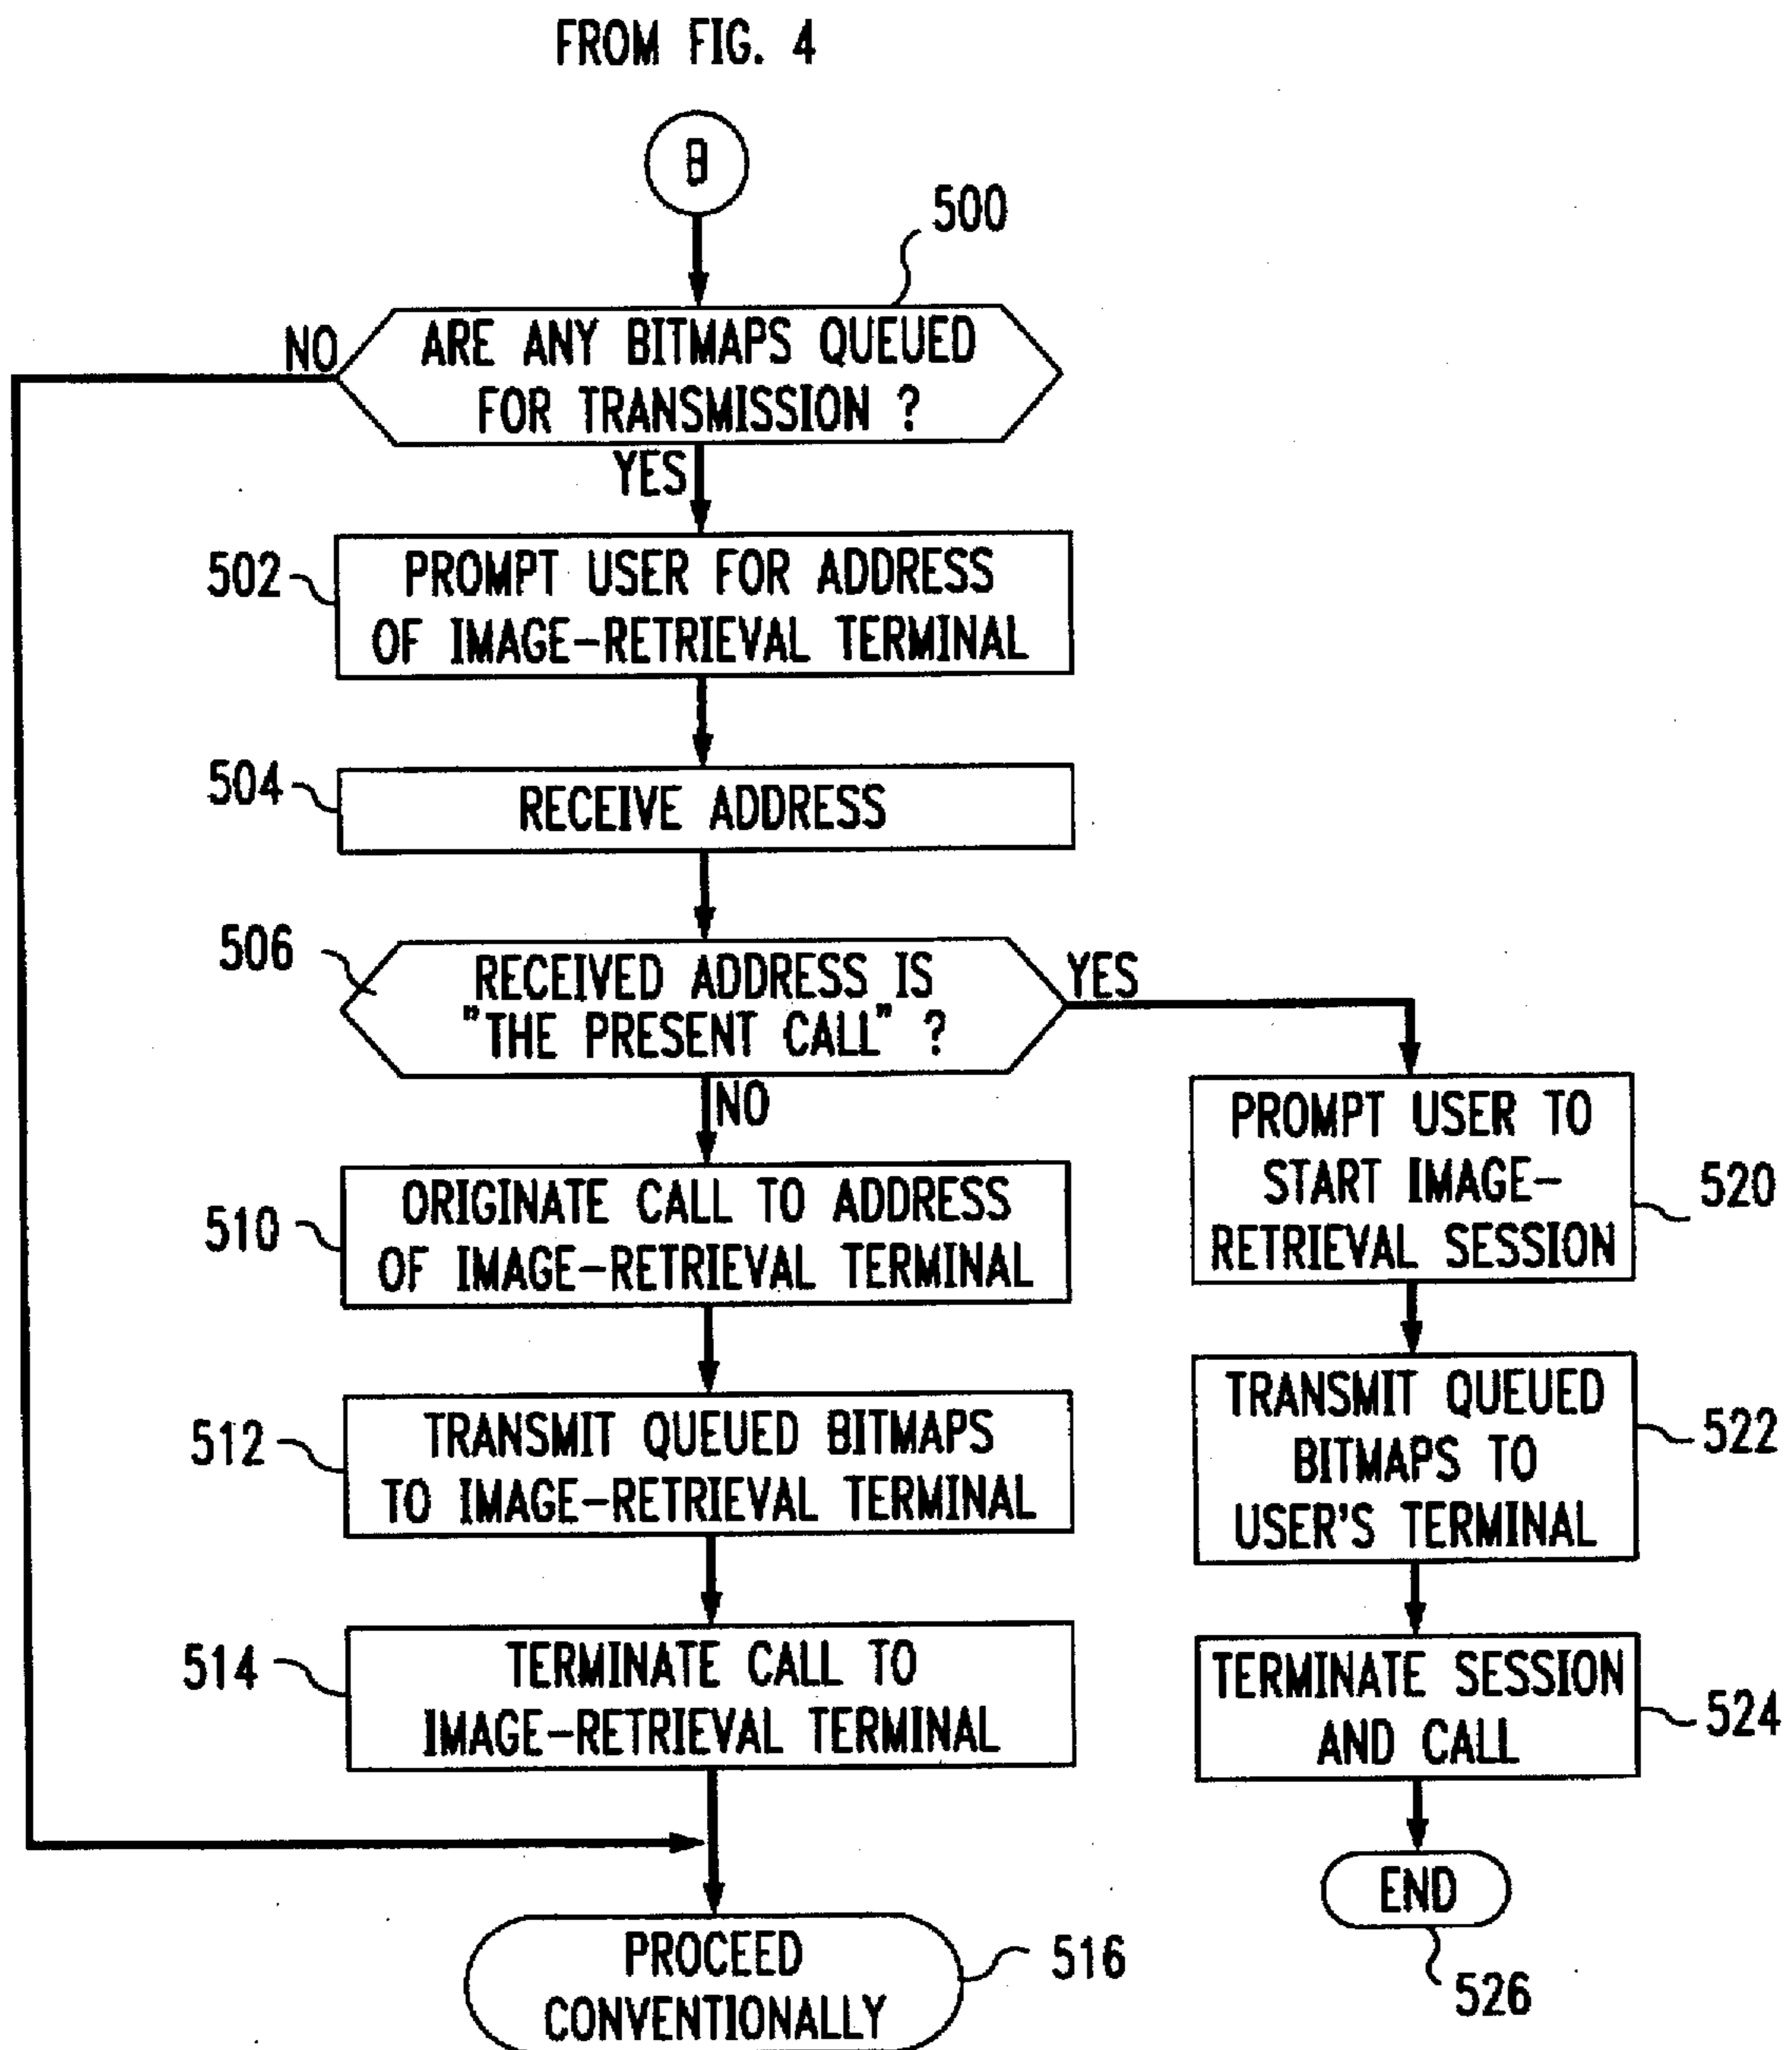 FROM FIG. 4
B
500
NO
ARE ANY BITMAPS QUEUED
FOR TRANSMISSION ?
YES
502
PROMPT USER FOR ADDRESS
OF IMAGE-RETRIEVAL TERMINAL
504
RECEIVE ADDRESS
506
RECEIVED ADDRESS IS
"THE PRESENT CALL" ?
YES
NO
510
ORIGINATE CALL TO ADDRESS
OF IMAGE-RETRIEVAL TERMINAL
512
TRANSMIT QUEUED BITMAPS
TO IMAGE-RETRIEVAL TERMINAL
514
TERMINATE CALL TO
IMAGE-RETRIEVAL TERMINAL
PROCEED
CONVENTIONALLY
516
PROMPT USER TO
START IMAGE-
RETRIEVAL SESSION
520
TRANSMIT QUEUED
BITMAPS TO
USER'S TERMINAL
522
TERMINATE SESSION
AND CALL
524
END
526